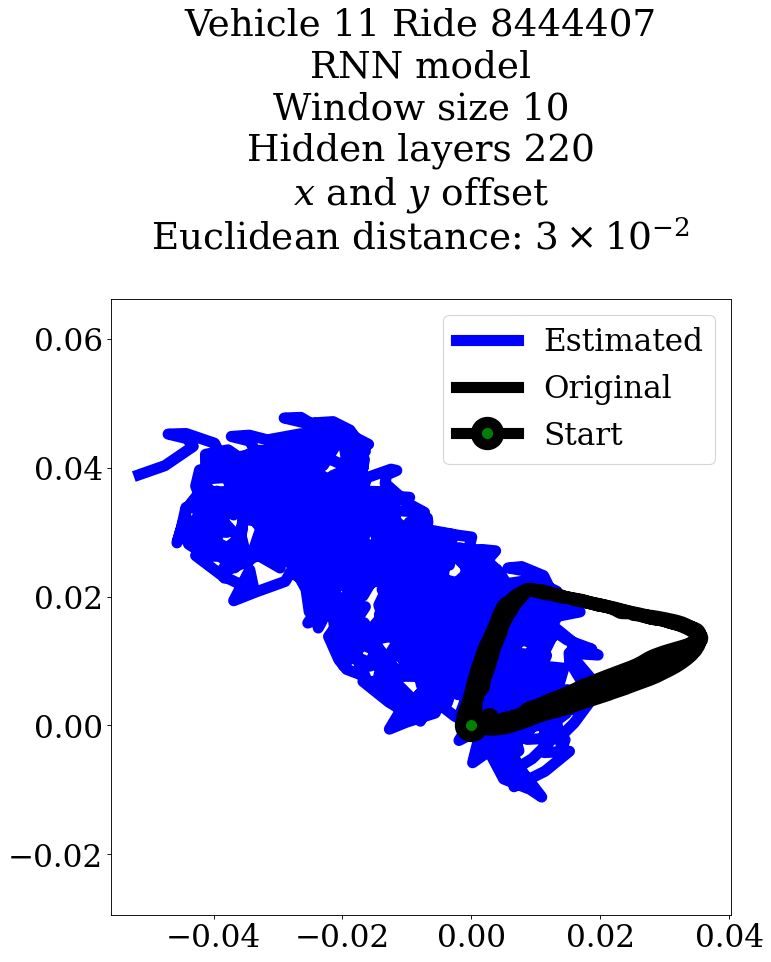 Vehicle 11 Ride 8444407
RNN model
Window size 10
Hidden layers 220
x and y offset
Euclidean distance: 3 × 10⁻²
Estimated
Original
Start
0.06
0.04
0.02
0.00
−0.02
−0.04 −0.02 0.00 0.02 0.04